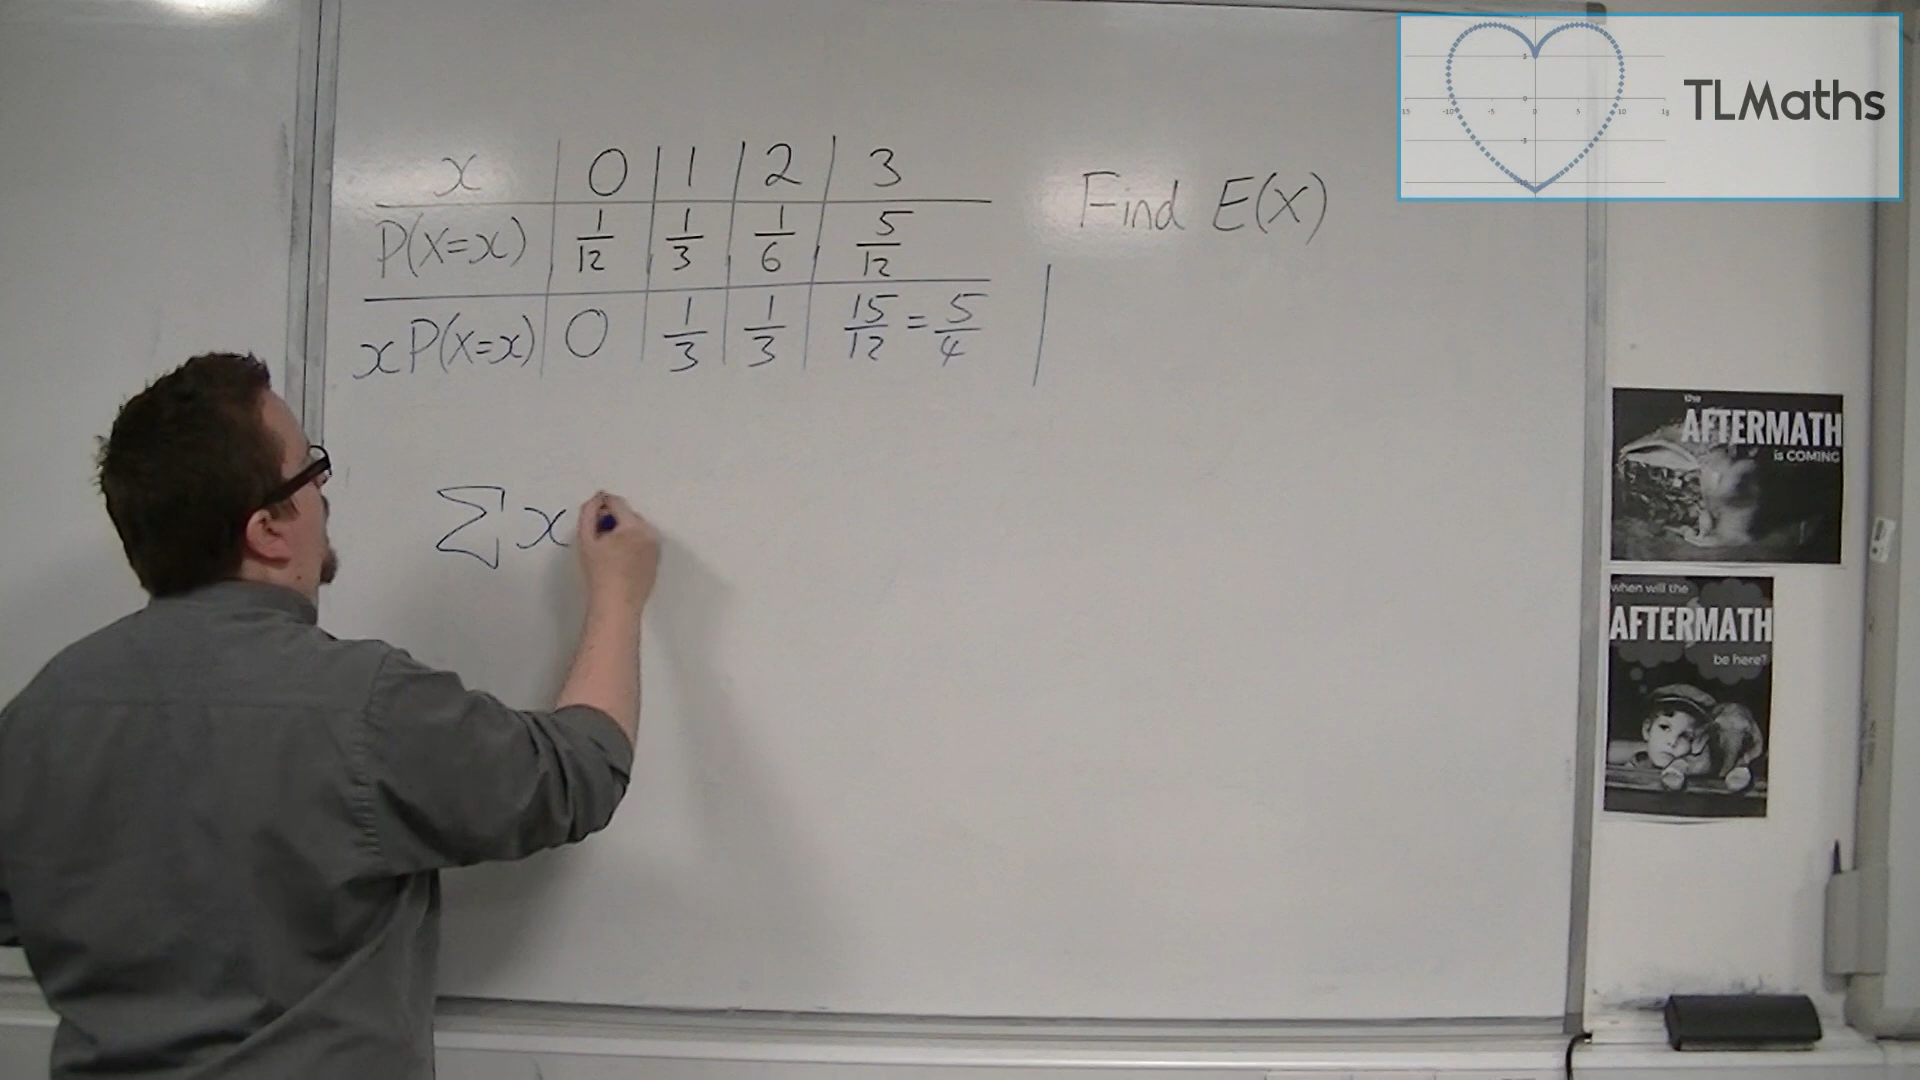 x 0 1 2 3
P(X=x) 1/12 1/3 1/6 5/12
xP(X=x) 0 1/3 1/3 15/12 = 5/4
Find E(X)
Σx
TLMaths
the
AFTERMATH
is COMING
when will the
AFTERMATH
be here?